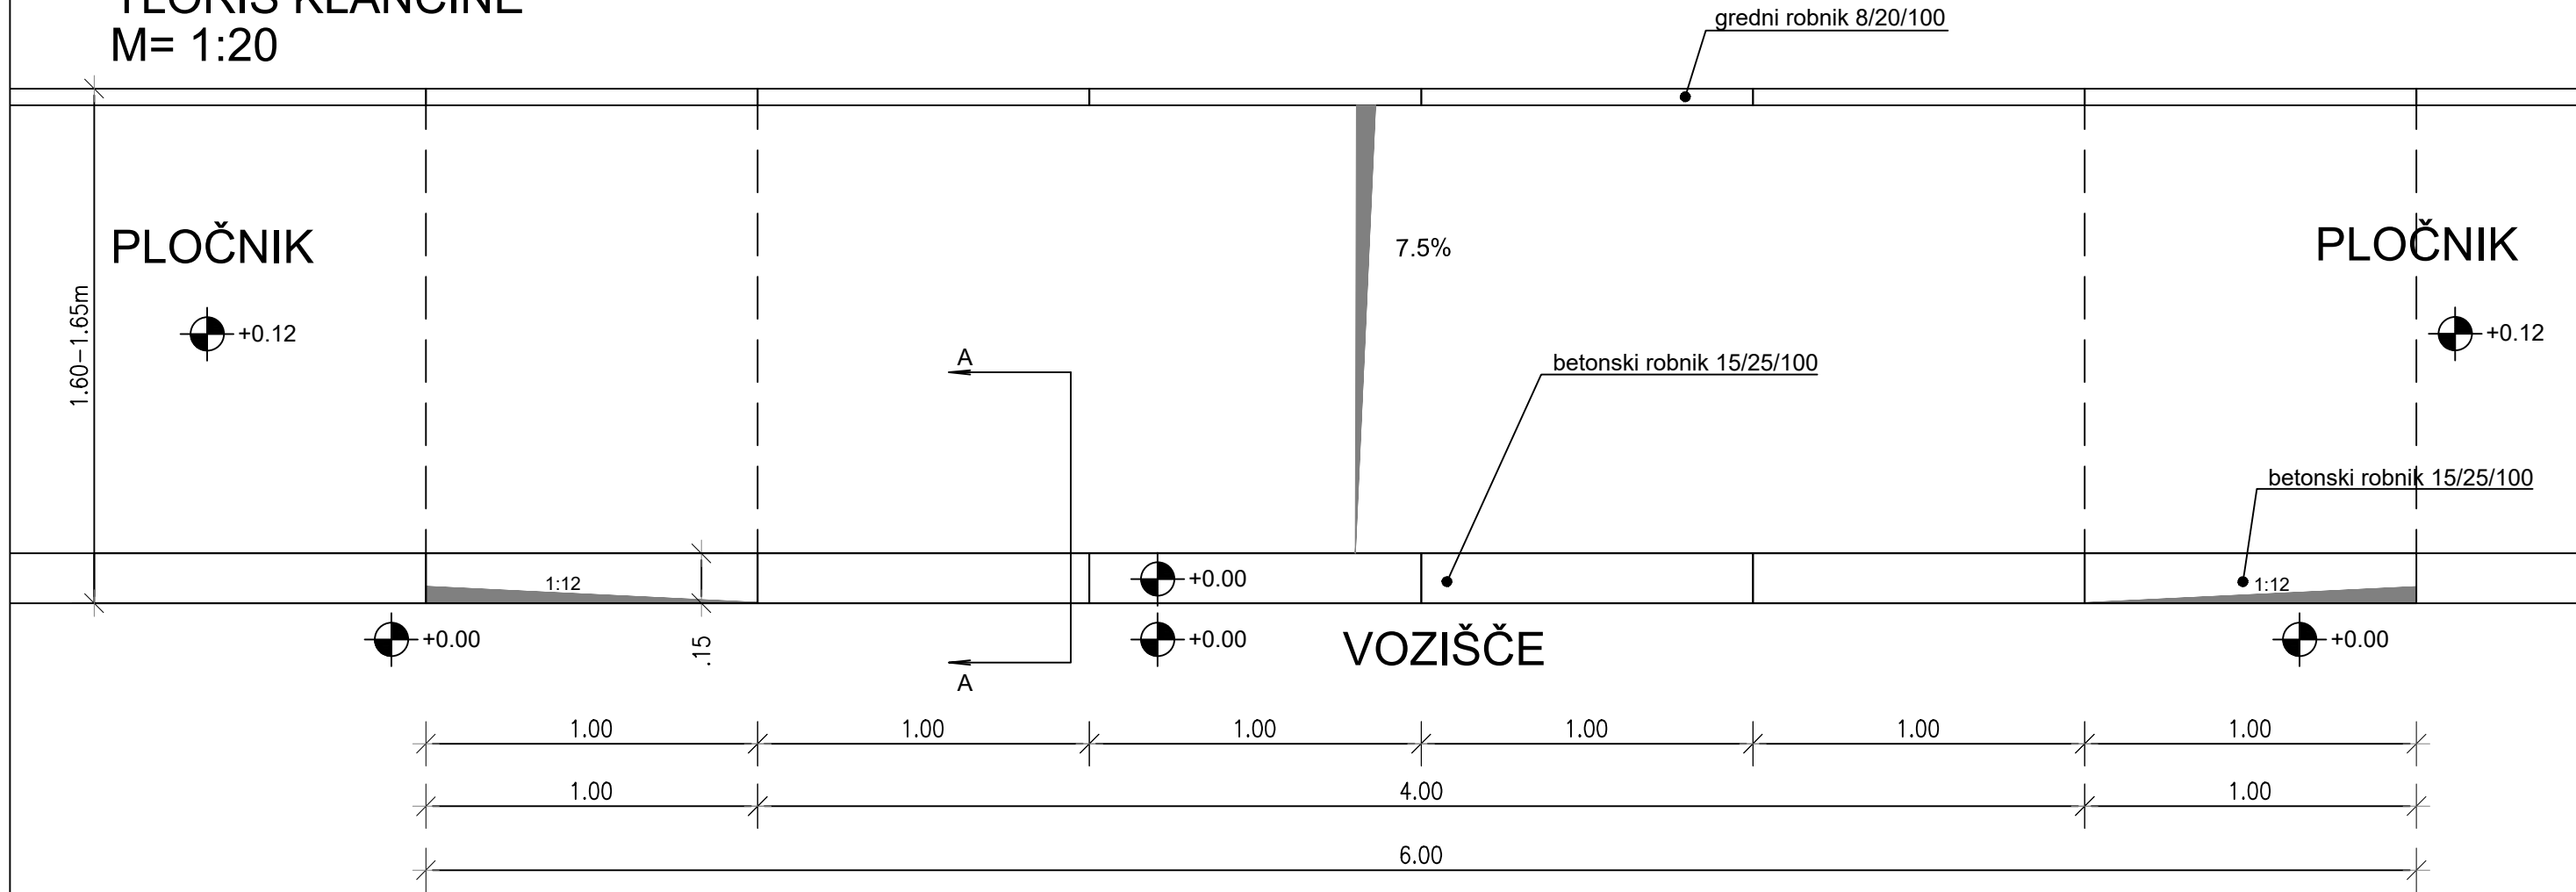 TLORIS KLANČINE
M= 1:20
gredni robnik 8/20/100
PLOČNIK
7.5%
PLOČNIK
1.60-1.65m
+0.12
+0.12
A
betonski robnik 15/25/100
betonski robnik 15/25/100
1:12
+0.00
1:12
+0.00
.15
+0.00
VOZIŠČE
+0.00
A
1.00
1.00
1.00
1.00
1.00
1.00
1.00
4.00
1.00
6.00